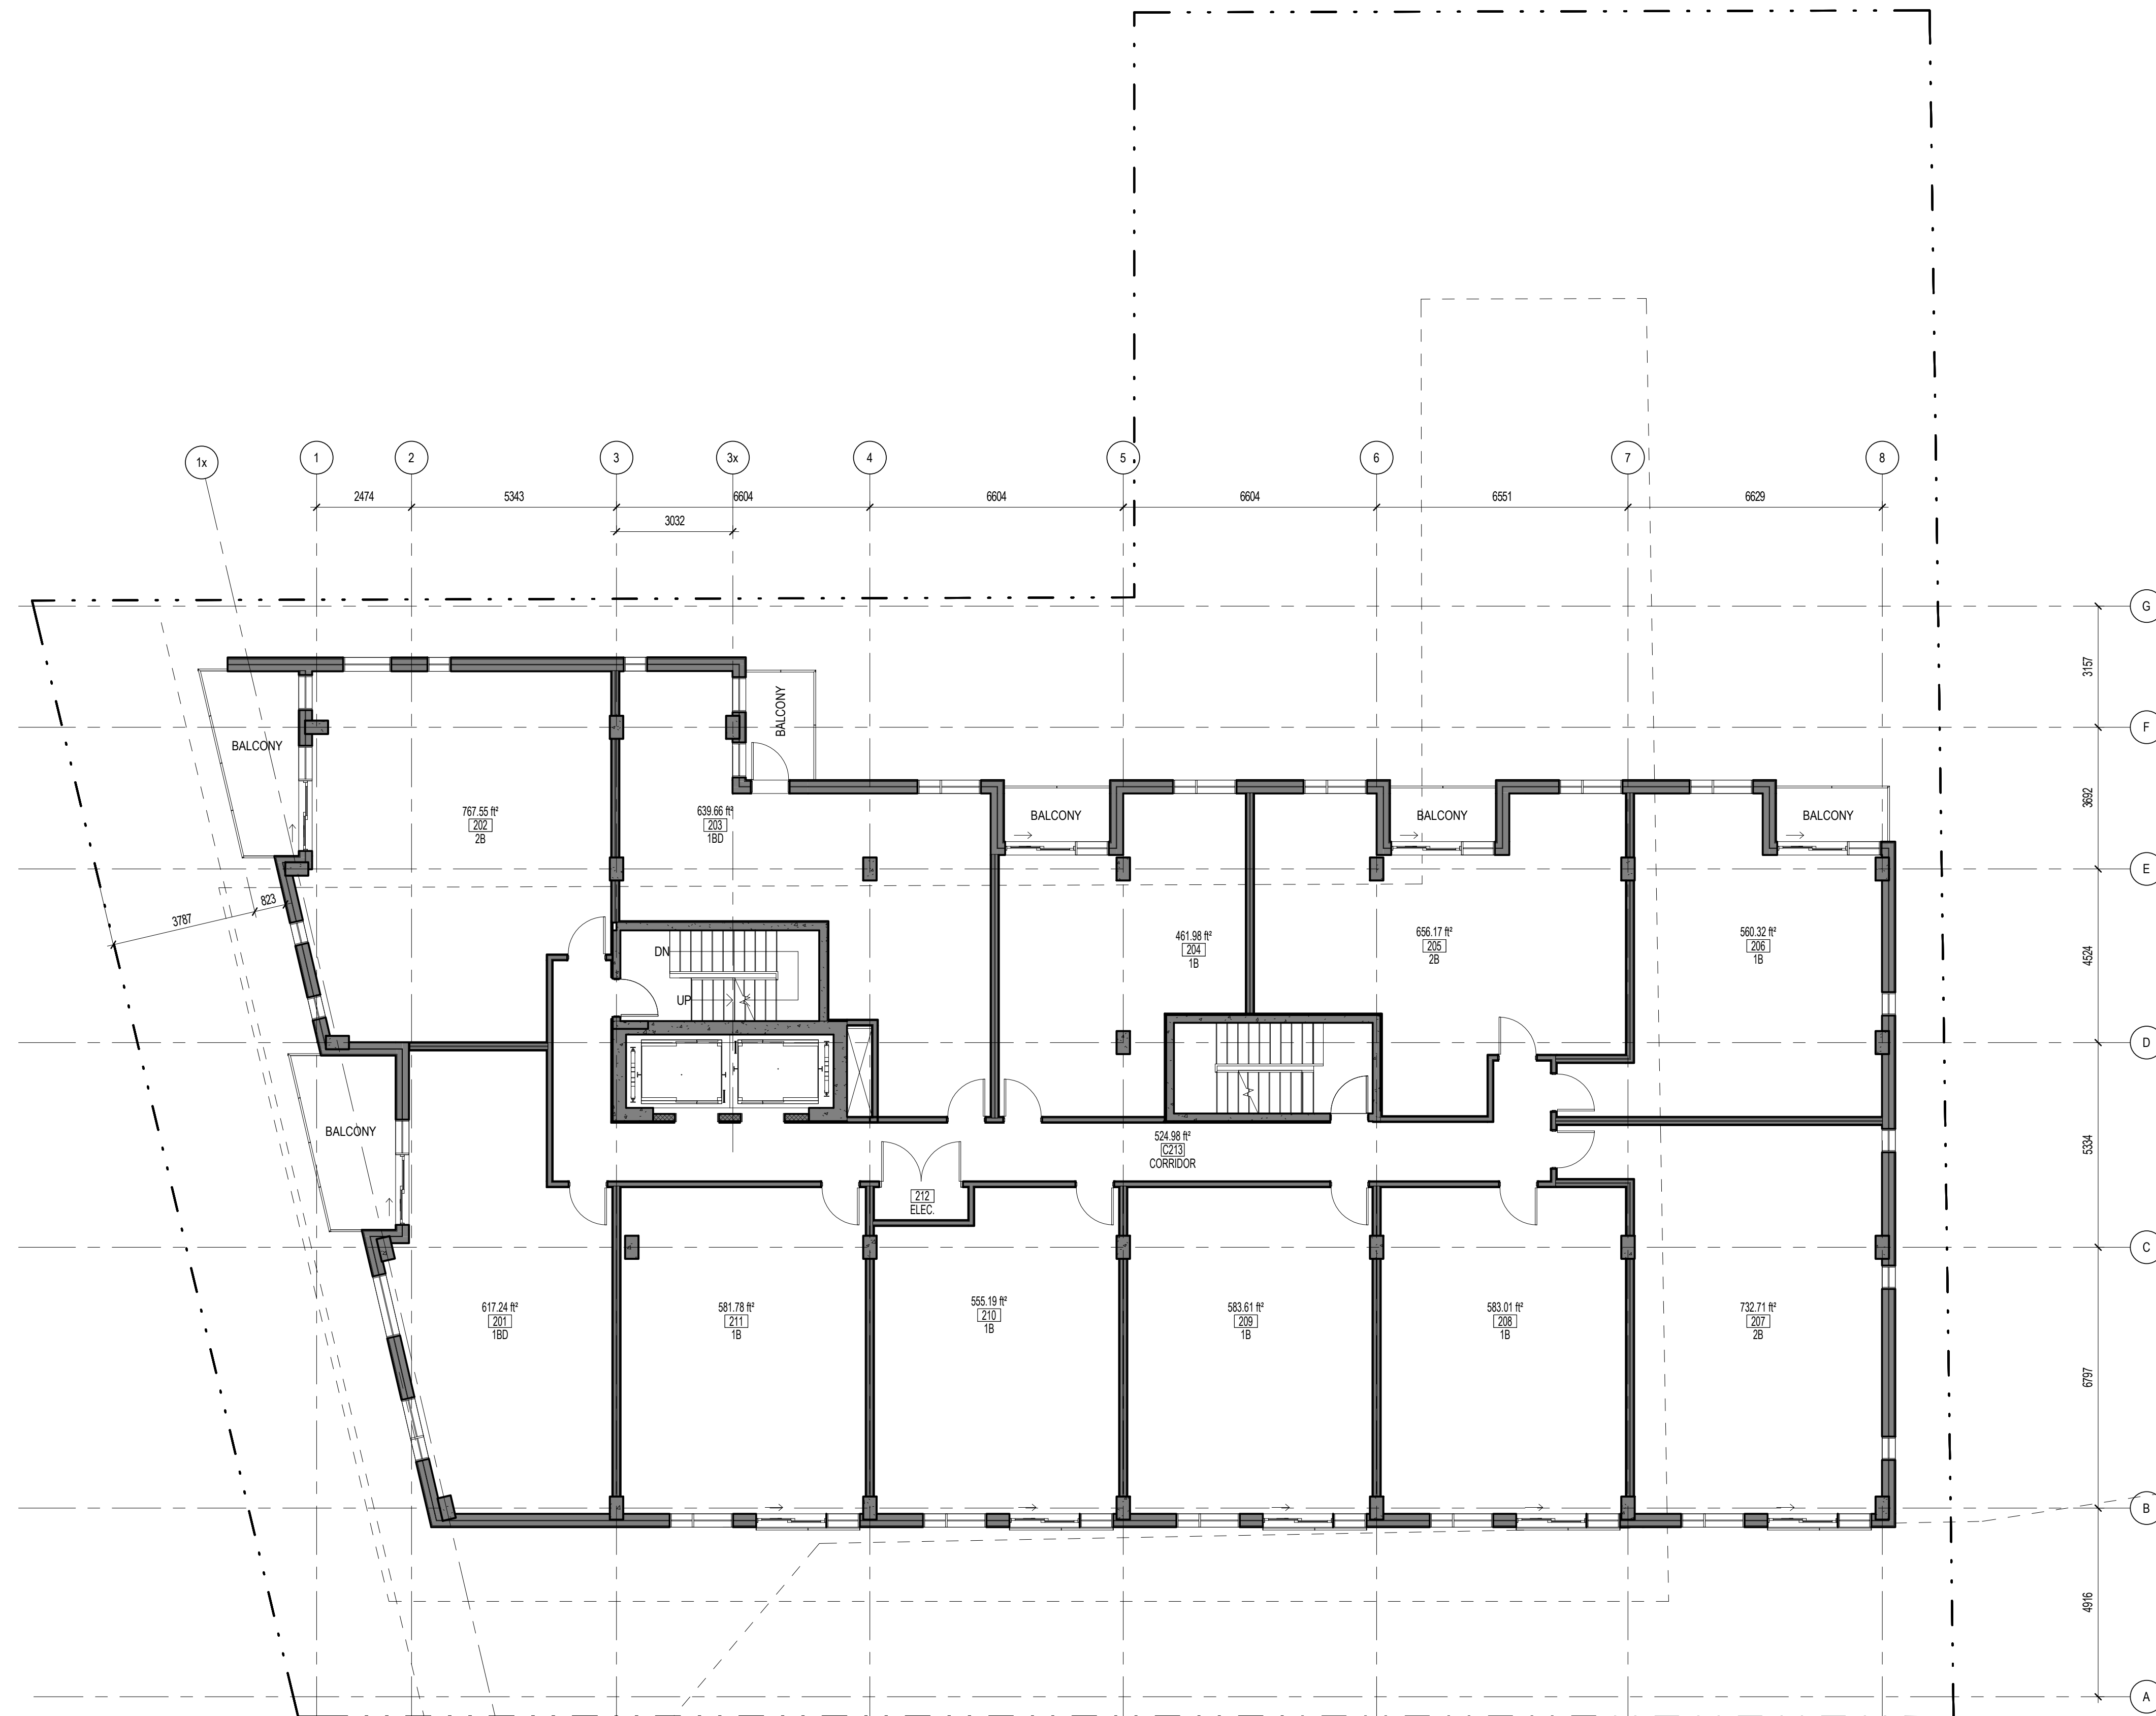 1x
1
2
3
3x
4
5
6
7
8
2474
5343
6604
6604
6604
6551
6629
3032
G
3157
F
BALCONY
BALCONY
3692
767.55 ft²
202
2B
639.66 ft²
203
1BD
BALCONY
BALCONY
BALCONY
E
823
3787
461.98 ft²
204
1B
656.17 ft²
205
2B
560.32 ft²
206
1B
4524
DN
UP
D
BALCONY
524.98 ft²
C213
CORRIDOR
5334
212
ELEC.
C
617.24 ft²
201
1BD
581.78 ft²
211
1B
555.19 ft²
210
1B
583.61 ft²
209
1B
583.01 ft²
208
1B
732.71 ft²
207
2B
6797
B
4916
A